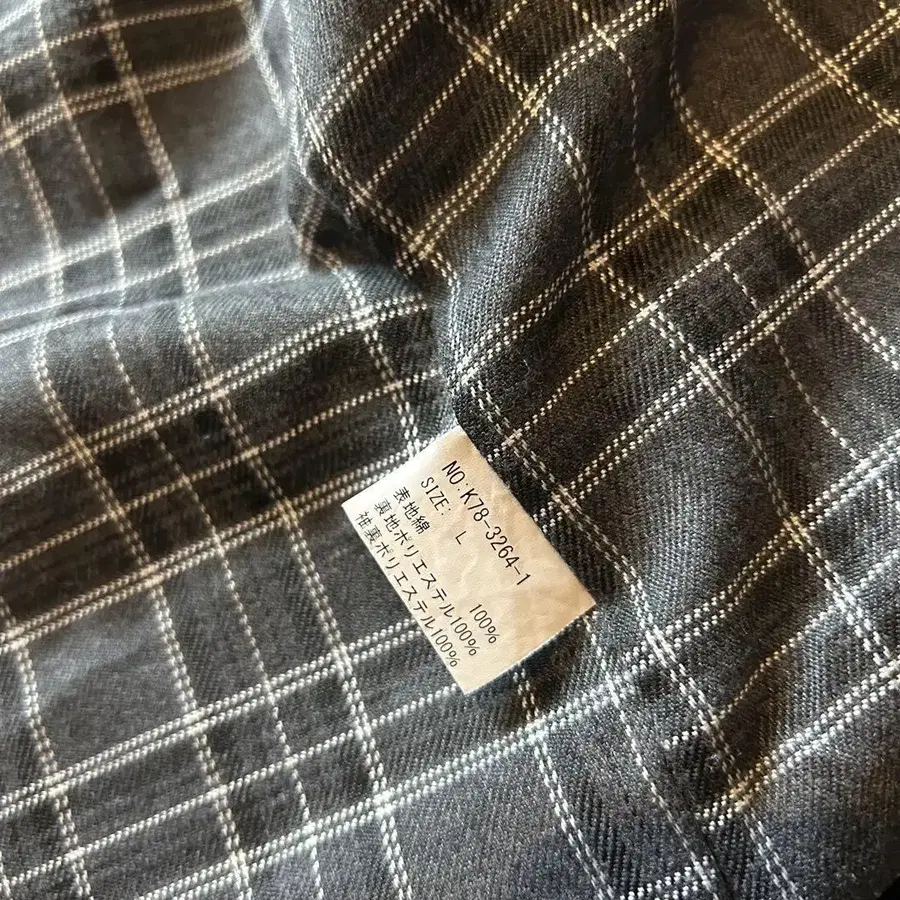 NO:K78-3264-1
SIZE: L
表地綿 100%
裏地ポリエステル100%
袖裏ポリエステル100%